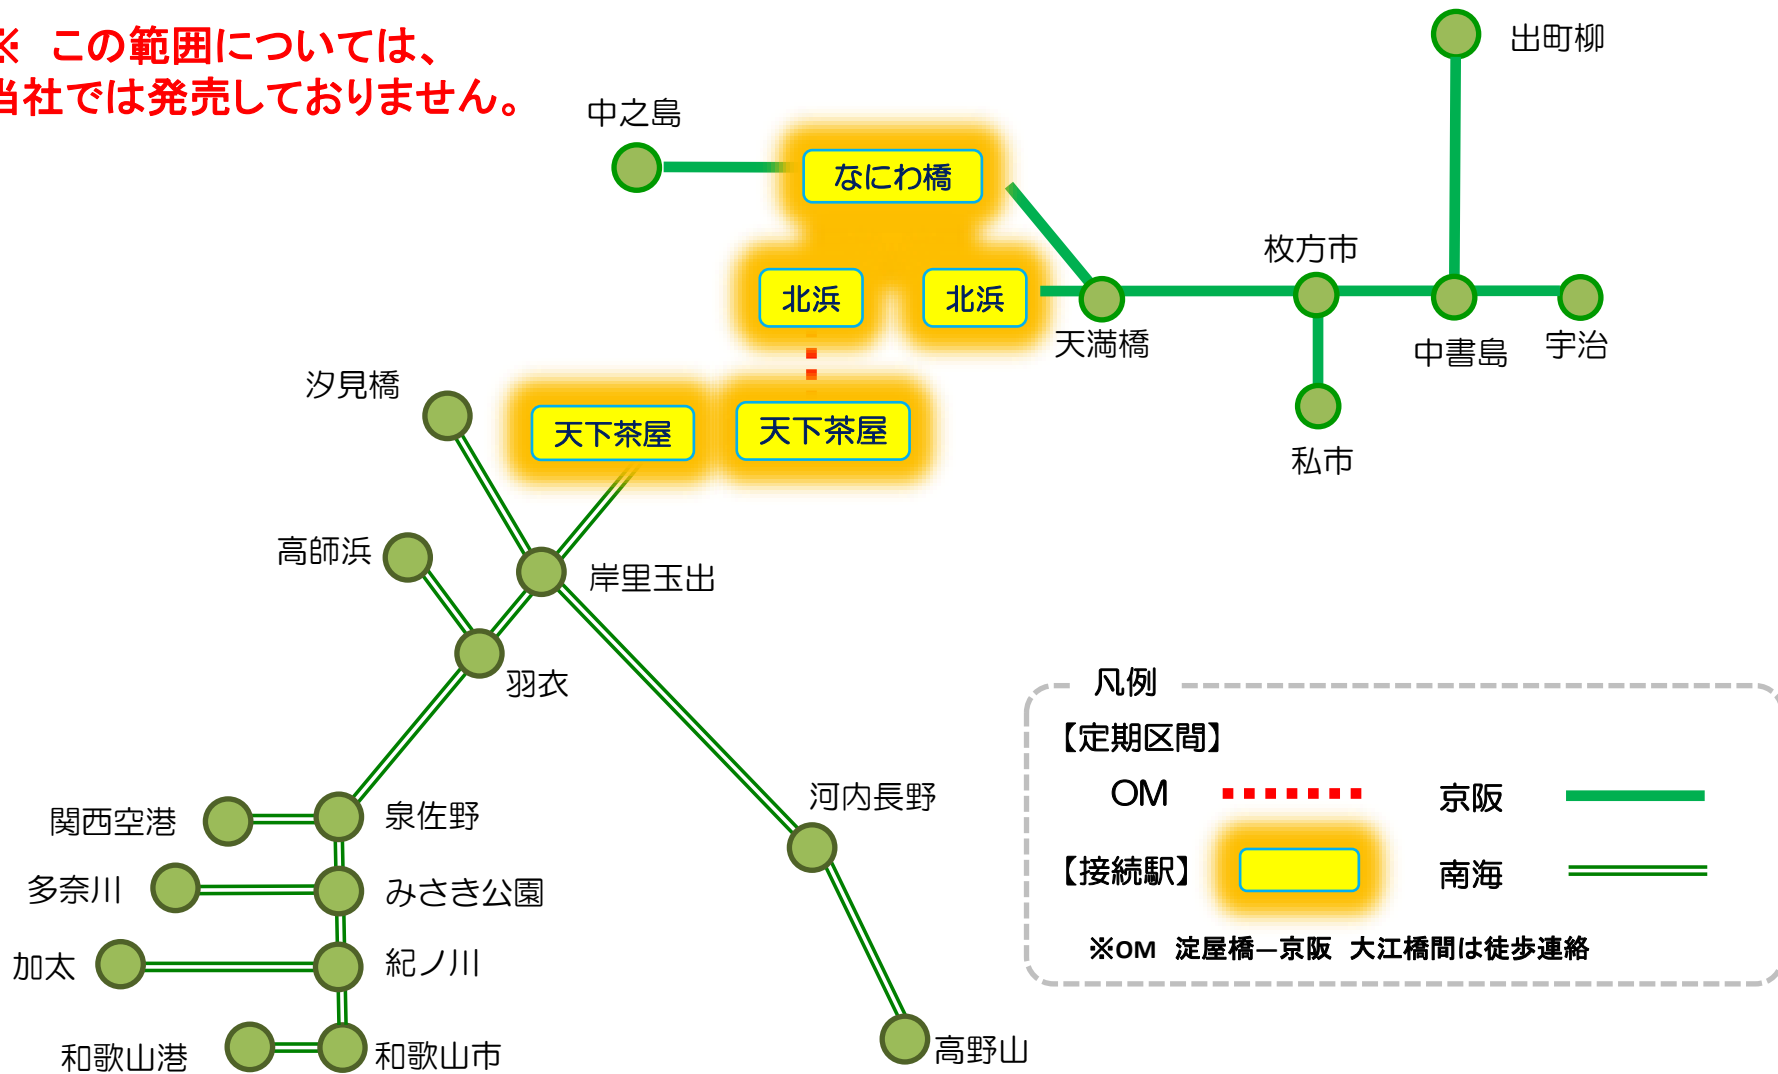 ※ この範囲については、
当社では発売しておりません。
出町柳
中之島
なにわ橋
枚方市
北浜
北浜
天満橋
中書島
宇治
汐見橋
天下茶屋
天下茶屋
私市
高師浜
岸里玉出
羽衣
凡例
【定期区間】
OM
京阪
関西空港
泉佐野
河内長野
【接続駅】
南海
多奈川
みさき公園
※OM 淀屋橋—京阪 大江橋間は徒歩連絡
加太
紀ノ川
和歌山港
和歌山市
高野山